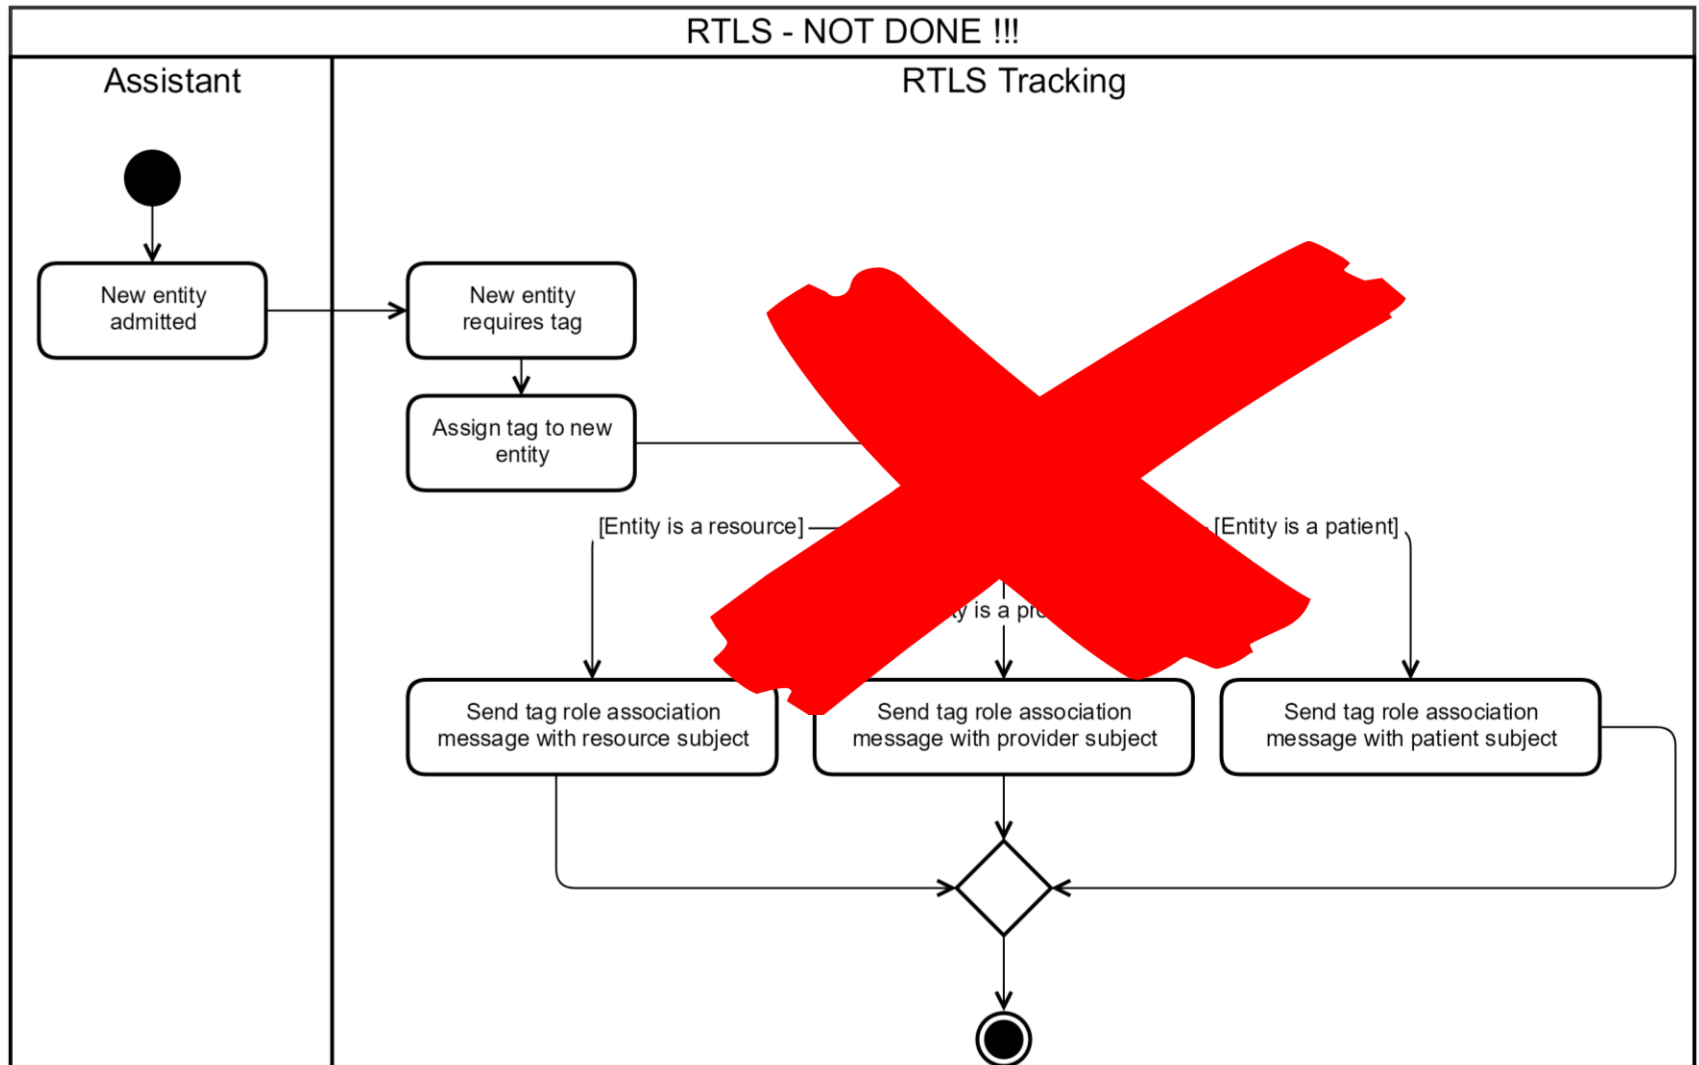 RTLS - NOT DONE !!!
Assistant
RTLS Tracking
New entity
admitted
New entity
requires tag
Assign tag to new
entity
[Entity is a resource]
[Entity is a patient]
is a
Send tag role association
message with resource subject
Send tag role association
message with provider subject
Send tag role association
message with patient subject